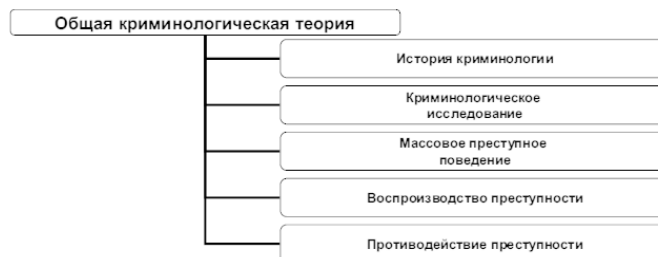 Общая криминологическая теория
История криминологии
Криминологическое
исследование
Массовое преступное
поведение
Воспроизводство преступности
Противодействие преступности